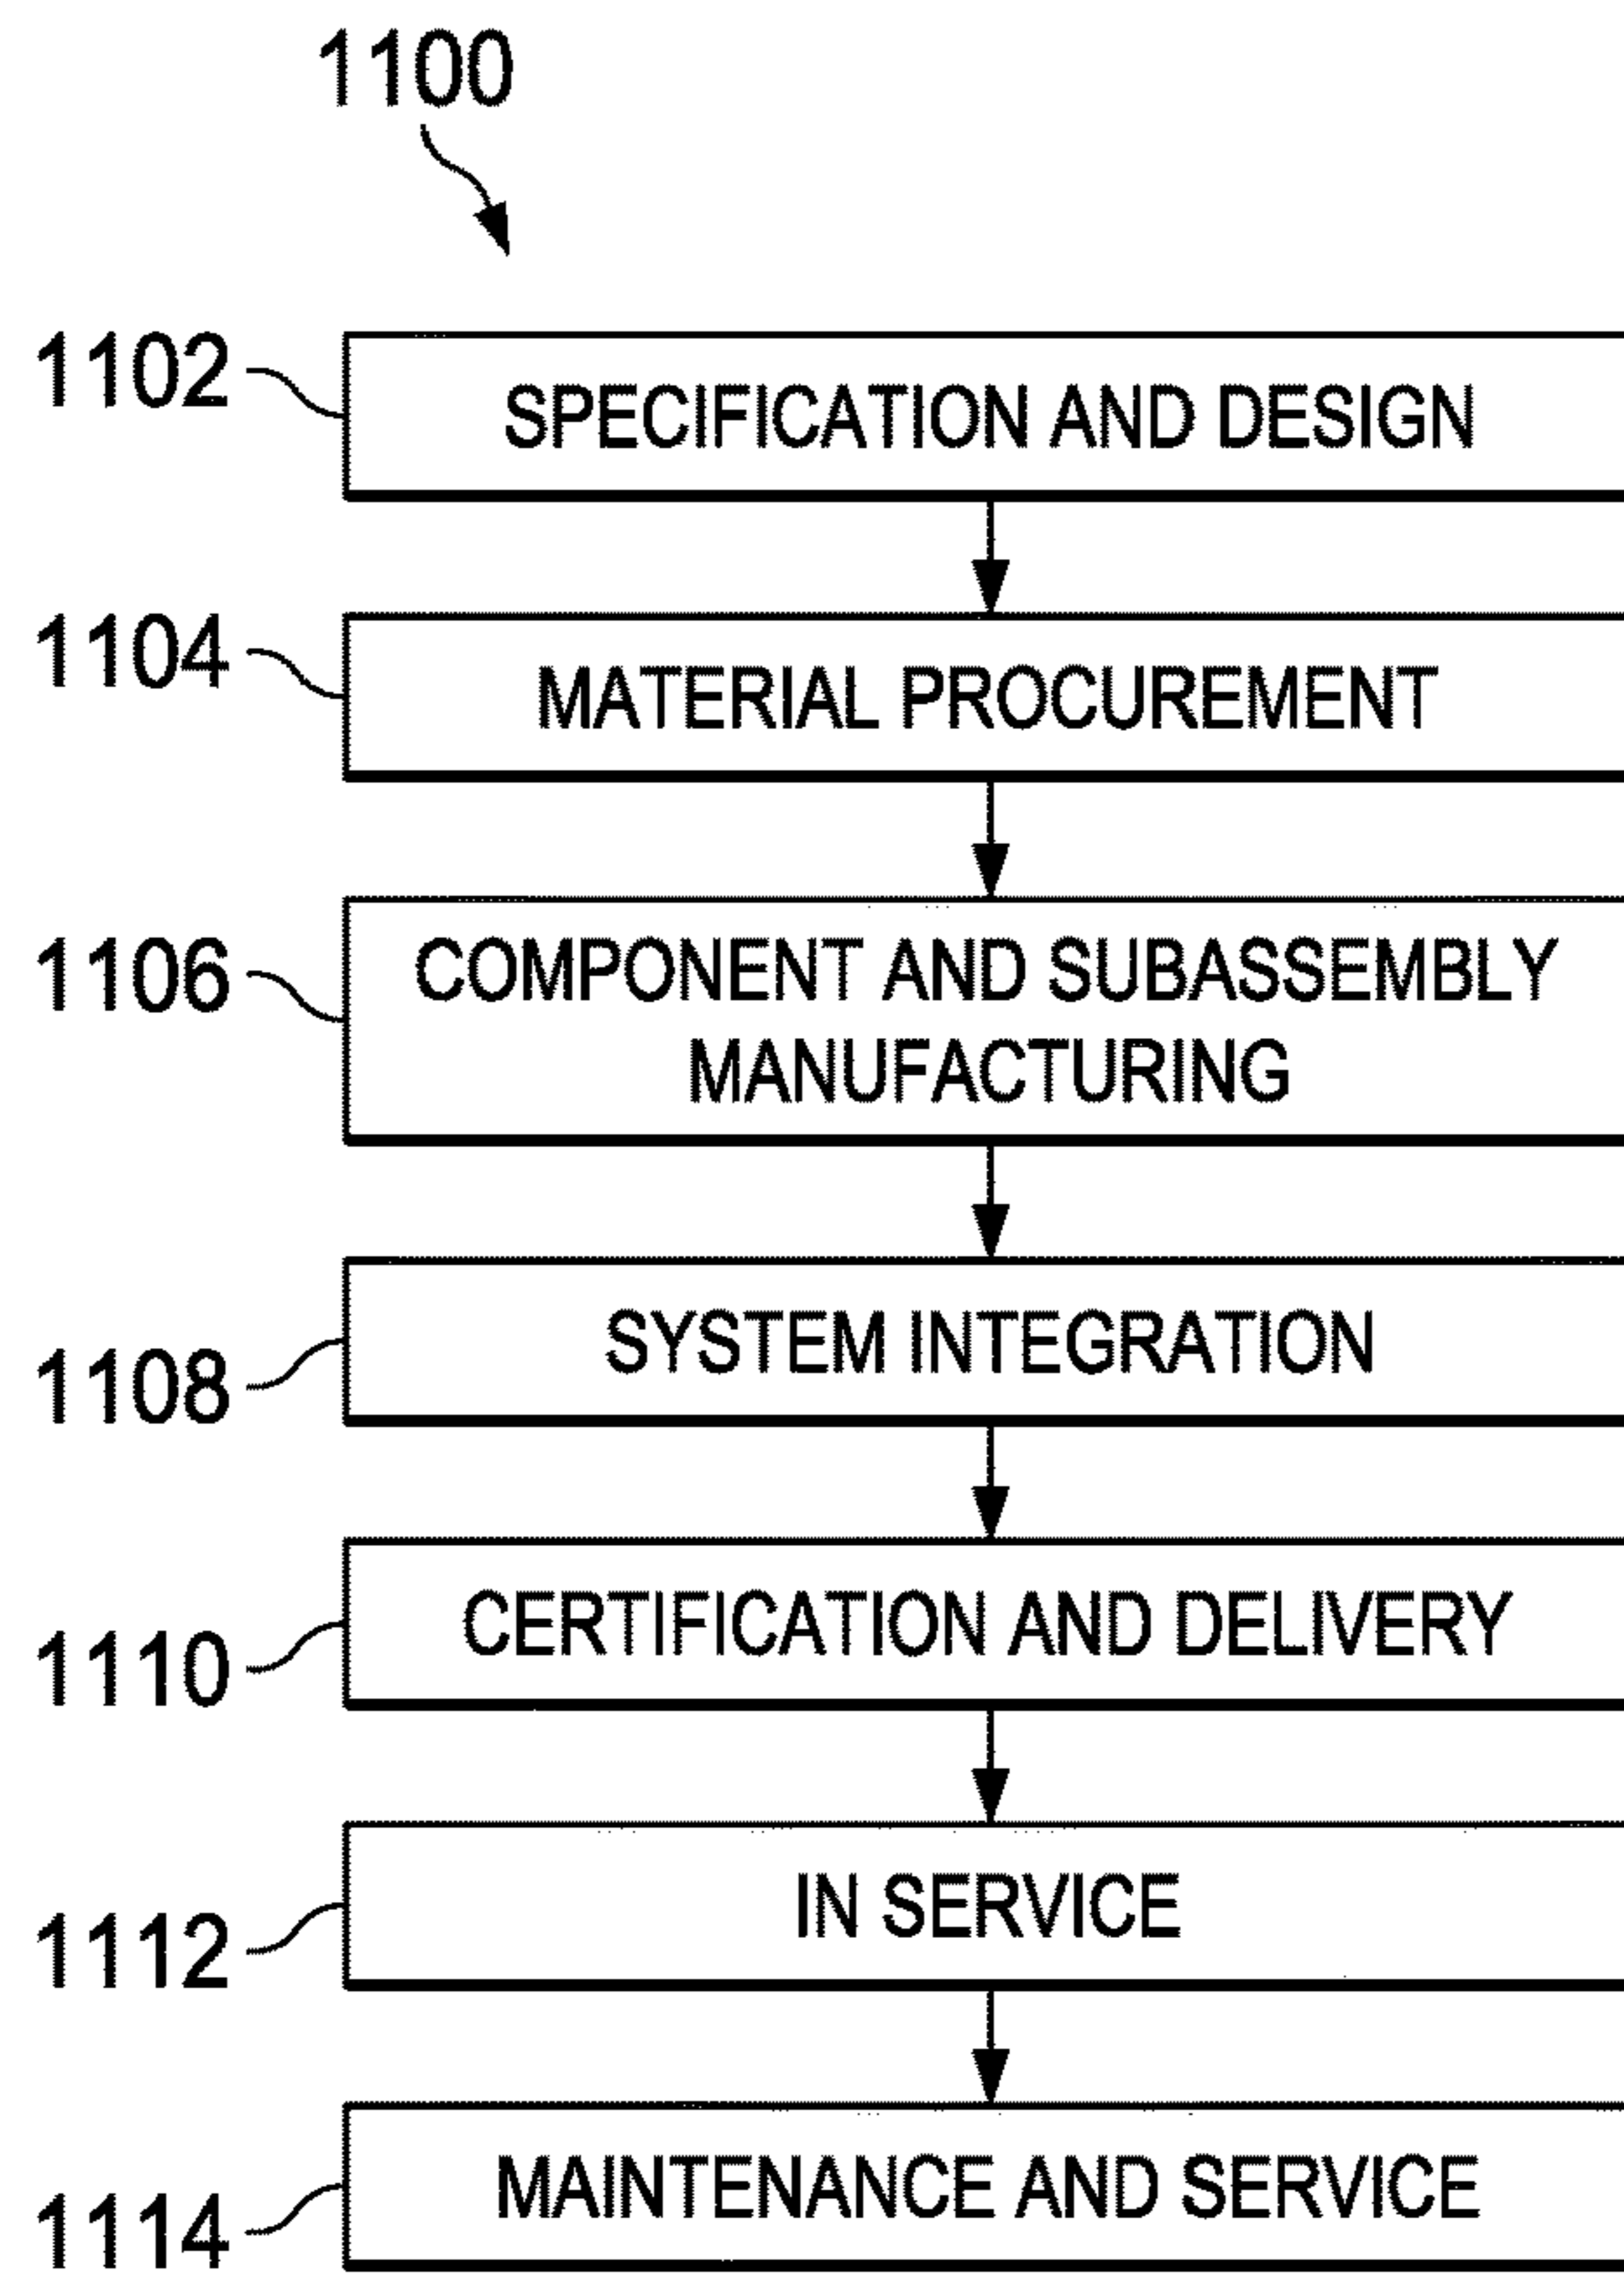 1100
1102
SPECIFICATION AND DESIGN
1104
MATERIAL PROCUREMENT
1106
COMPONENT AND SUBASSEMBLY
MANUFACTURING
1108
SYSTEM INTEGRATION
1110
CERTIFICATION AND DELIVERY
1112
IN SERVICE
1114
MAINTENANCE AND SERVICE